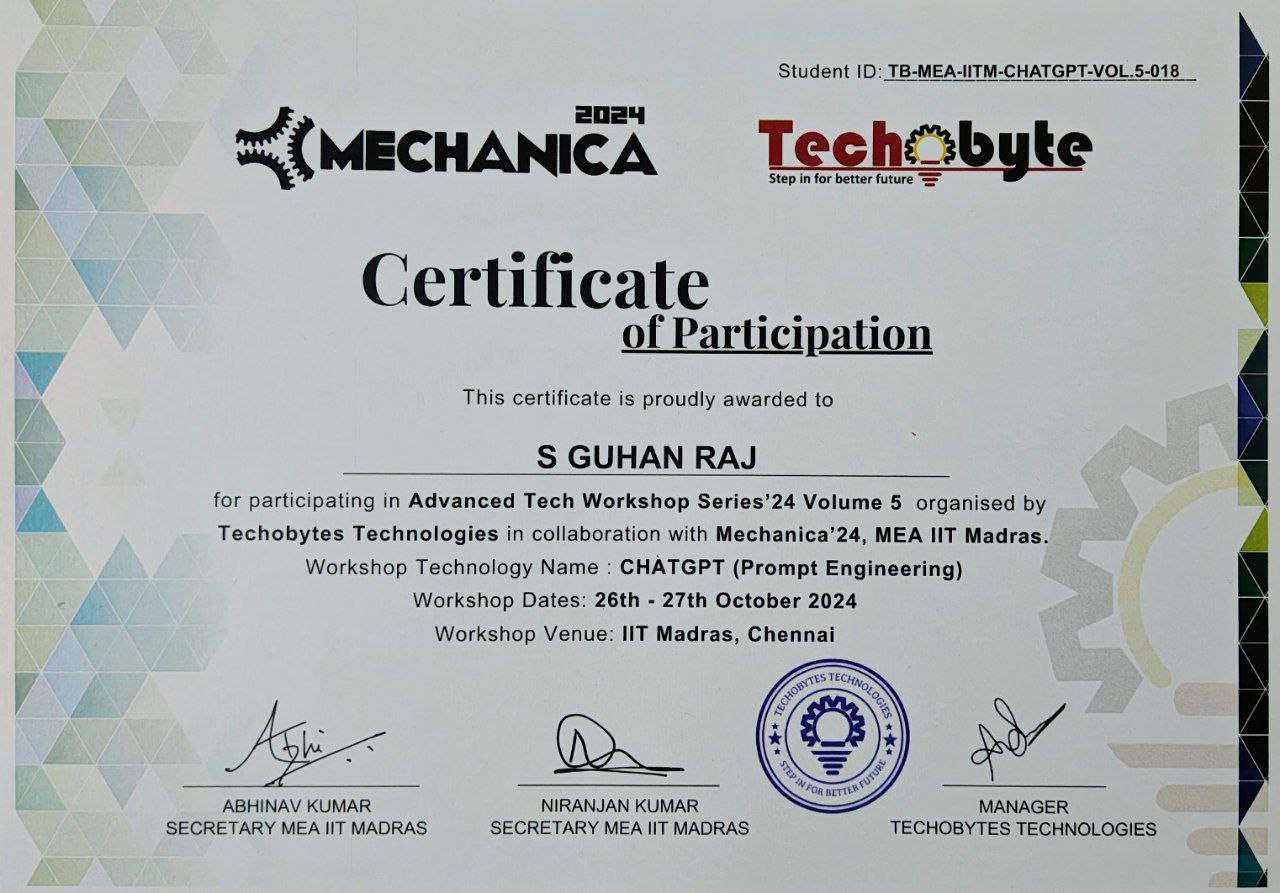 Student ID: TB-MEA-IITM-CHATGPT-VOL.5-018
2024
MECHANICA
Techobyte
Step in for better future
Certificate
of Participation
This certificate is proudly awarded to
S GUHAN RAJ
for participating in Advanced Tech Workshop Series'24 Volume 5 organised by
Techobytes Technologies in collaboration with Mechanica'24, MEA IIT Madras.
Workshop Technology Name : CHATGPT (Prompt Engineering)
Workshop Dates: 26th - 27th October 2024
Workshop Venue: IIT Madras, Chennai
TECHOBYTES TECHNOLOGIES
STEP IN FOR BETTER FUTURE
Abhi
ABHINAV KUMAR
SECRETARY MEA IIT MADRAS
NIRANJAN KUMAR
SECRETARY MEA IIT MADRAS
MANAGER
TECHOBYTES TECHNOLOGIES